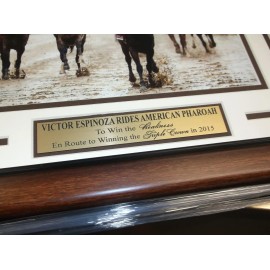 VICTOR ESPINOZA RIDES AMERICAN PHAROAH
To Win the Preakness
En Route to Winning the Triple Crown in 2015